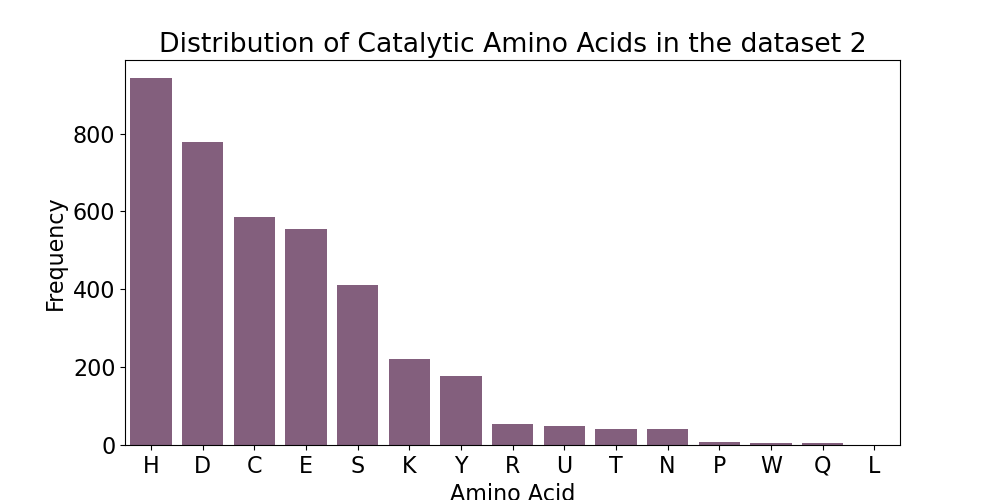 Distribution of Catalytic Amino Acids in the dataset 2
Frequency
800
600
400
200
0
H D C E S K Y R U T N P W Q L
Amino Acid